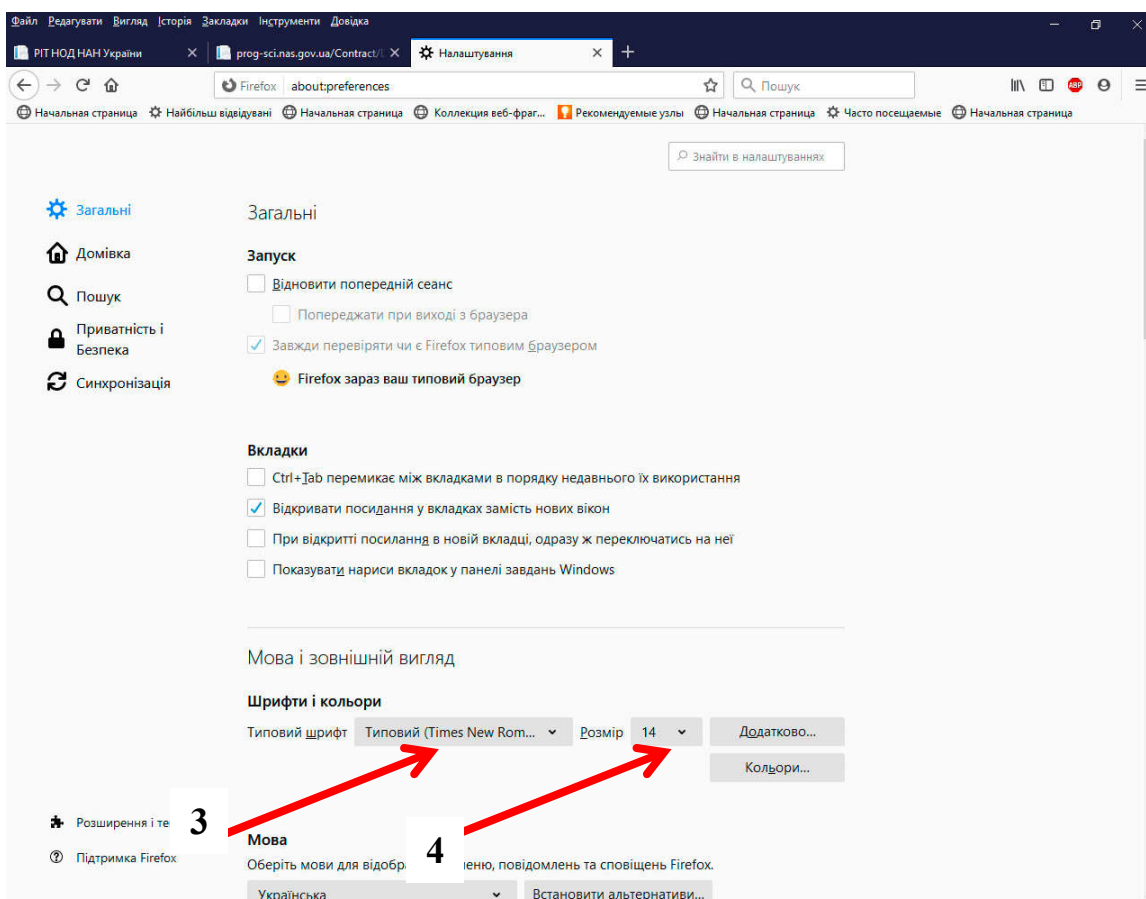 Файл Редагувати Вигляд Історія Закладки Інструменти Довідка
РІТ НОД НАН України prog-sci.nas.gov.ua/Contract/ Налаштування
Firefox about:preferences Пошук ABP
Начальная страница Найбільш відвідувані Начальная страница Коллекция веб-фраг... Рекомендуемые узлы Начальная страница Часто посещаемые Начальная страница
Знайти в налаштуваннях
Загальні
Домівка
Пошук
Приватність і
Безпека
Синхронізація
Загальні
Запуск
Відновити попередній сеанс
Попереджати при виході з браузера
Завжди перевіряти чи є Firefox типовим браузером
Firefox зараз ваш типовий браузер
Вкладки
Ctrl+Tab перемикає між вкладками в порядку недавнього їх використання
Відкривати посидання у вкладках замість нових вікон
При відкритті посилання в новій вкладці, одразу ж переключатись на неї
Показувати нариси вкладок у панелі завдань Windows
Мова і зовнішній вигляд
Шрифти і кольори
Типовий шрифт Типовий (Times New Rom... Розмір 14 Додатково...
Кольори...
3
4
Розширення і
Підтримка Firefox
Мова
Оберіть мови для повідомлень та сповіщень Firefox.
Українська Встановити альтернативи...